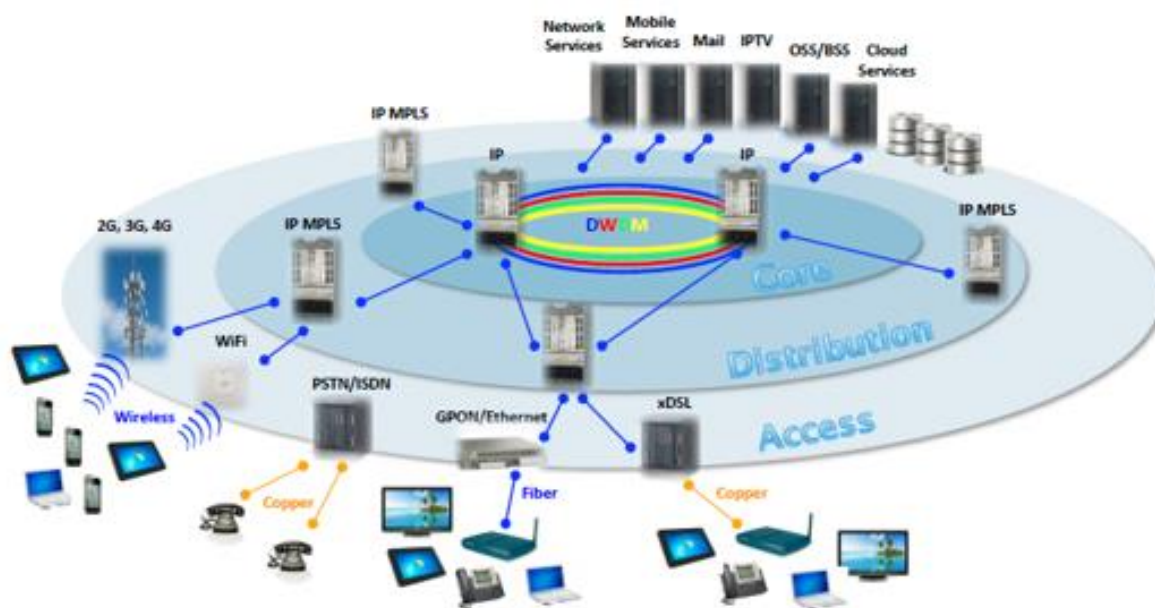 Network
Services
Mobile
Services
Mail
IPTV
OSS/BSS
Cloud
Services
IP MPLS
IP
IP
2G, 3G, 4G
IP MPLS
DWDM
IP MPLS
Core
WiFi
Distribution
PSTN/ISDN
Wireless
GPON/Ethernet
xDSL
Access
Copper
Fiber
Copper